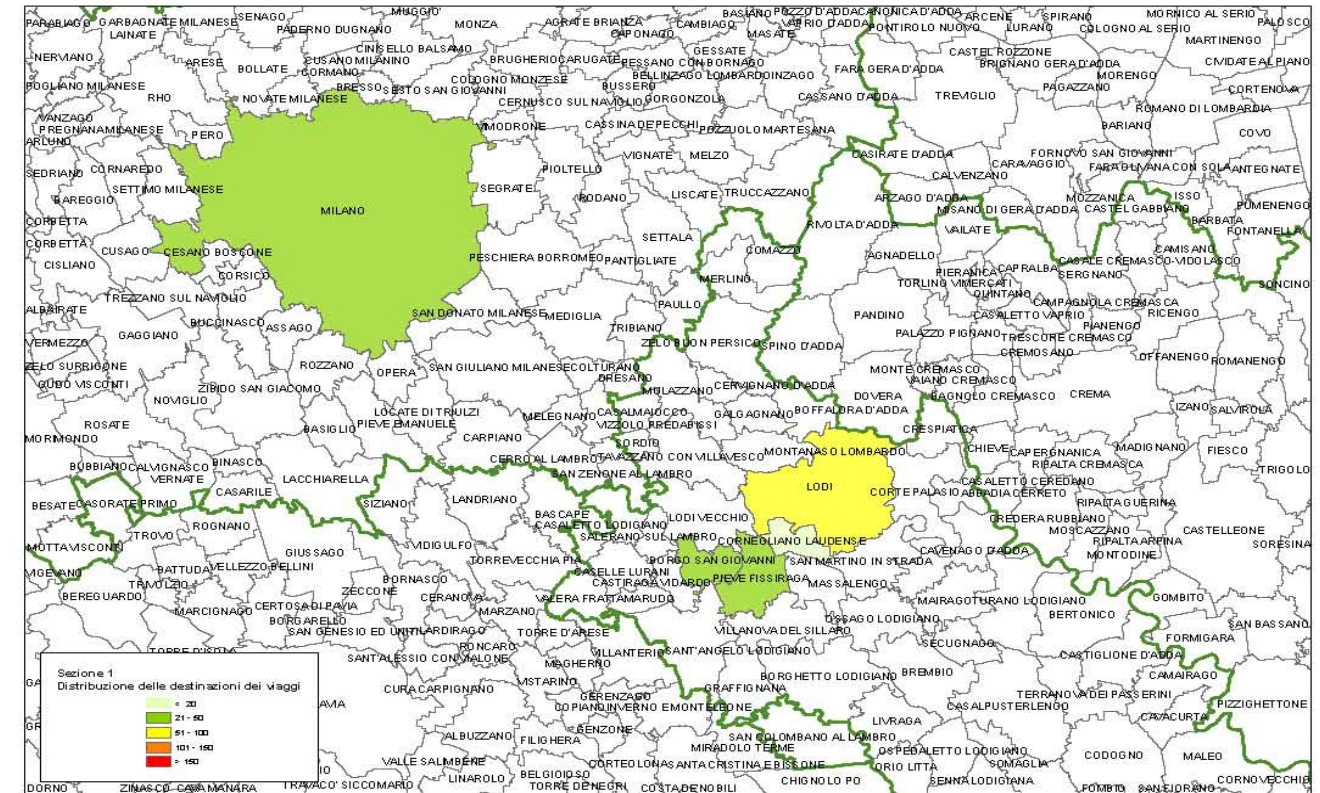 PARABIAGO GARBAGNATE MILANESE SENAGO MUGGIO' MONZA AGRATE BRIANZA CAMBIAGO BASIANO POZZO D'ADDA CANONICA D'ADDA ARCENE SPIRANO MORNICO AL SERIO PALOSCO
LAINATE PADERNO DUGNANO CAPONAGO MASATE VAPRIO D'ADDA PONTIROLO NUOVO LURANO COLOGNO AL SERIO MARTINENGO
NERVIANO ARESE CINISELLO BALSAMO GESSATE CASTEL ROZZONE
BOLLATE CUSANO MILANINO BRUGHERIO CARUGATE PESSANO CON BORNAGO FARA GERA D'ADDA BRIGNANO GERA D'ADDA CIVIDATE AL PIANO
CORMANO COLOGNO MONZESE BELLINZAGO LOMBARDO INZAGO MORENGO
POGLIANO MILANESE BRESSO SESTO SAN GIOVANNI BUSSERO PAGAZZANO CORTENOVA
RHO NOVATE MILANESE CERNUSCO SUL NAVIGLIO GORGONZOLA CASSANO D'ADDA TREVIGLIO ROMANO DI LOMBARDIA
VANZAGO
PREGNANA MILANESE PERO VIMODRONE CASSINA DE'PECCHI POZZUOLO MARTESANA BARIANO COVO
ARLUNO
SEDRIANO CORNAREDO VIGNATE MELZO CASIRATE D'ADDA CARAVAGGIO FORNOVO SAN GIOVANNI
PIOLTELLO CALVENZANO FARA OLIVANA CON SOLA ANTEGNATE
SETTIMO MILANESE SEGRATE RODANO LISCATE TRUCCAZZANO ARZAGO D'ADDA MOZZANICA ISSO
BAREGGIO MISANO DI GERA D'ADDA CASTEL GABBIANO FUMENENGO
CORBETTA MILANO RIVOLTA D'ADDA VAILATE BARBATA
FONTANELLA
CORBETTA CUSAGO CESANO BOSCONE SETTALA COMAZZO AGNADELLO CAMISANO
CISLIANO CORSICO PESCHIERA BORROMEO PANTIGLIATE MERLINO PIERANICA CAPRALBA CASALE CREMASCO-VIDOLASCO
SERGNANO
TORLINO VIMERCATI SONCINO
TREZZANO SUL NAVIGLIO QUINTANO
ALBAIRATE PAULLO CAMPAGNOLA CREMASCA
BUCCINASCO ASSAGO SAN DONATO MILANESE MEDIGLIA PANDINO CASALETTO VAPRIO RICENGO
GAGGIANO TRIBIANO PALAZZO PIGNANO PIANENGO
VERMEZZO ZELO BUON PERSICO SPINO D'ADDA TRESCORE CREMASCO
CREMOSANO OFFANENGO ROMANENGO
ZELO SURRIGONE ROZZANO OPERA SAN GIULIANO MILANESE COLTURANO MONTE CREMASCO
GUDO VISCONTI ZIBIDO SAN GIACOMO DRESANO MULAZZANO CERVIGNANO D'ADDA VAIANO CREMASCO
NOVIGLIO DOVERA BAGNOLO CREMASCO CREMA
LOCATE DI TRIULZI MELEGNANO CASALMAIOCCO GALGAGNANO BOFFALORA D'ADDA IZANO SALVIROLA
ROSATE BASIGLIO PIEVE EMANUELE VIZZOLO PREDABISSI CRESPIATICA
MORIMONDO CARPIANO SORDIO CHIEVE MADIGNANO FIESCO
BINASCO CERRO AL LAMBRO TAVAZZANO CON VILLAVESCO MONTANASO LOMBARDO CAPERGNANICA
BUBBIANO CALVIGNASCO RIPALTA CREMASCA TRIGOLO
VERNATE LACCHIARELLA SAN ZENONE AL LAMBRO CASALETTO CEREDANO
CASARILE LANDRIANO LODI CORTE PALASIO ABBADIA CERRETO
BESATE CASORATE PRIMO SIZIANO RIPALTA GUERINA
BASCAPE LODI VECCHIO CREDERA RUBBIANO
ROGNANO CASALETTO LODIGIANO MOSCAZZANO CASTELLEONE
TROVO SALERANO SUL LAMBRO CORNEGLIANO LAUDENSE RIPALTA ARPINA SORESINA
MOTTA VISCONTI GIUSSAGO VIDIGULFO CAVENAGO D'ADDA MONTODINE
BATTUDA VELLEZZO BELLINI TORREVECCHIA PIA BORGO SAN GIOVANNI SAN MARTINO IN STRADA
TRIVOLZIO ZECCONE BORNASCO CASELLE LURANI PIEVE FISSIRAGA MASSALENGO
BEREGUARDO CERANOVA CASTIRAGA VIDARDO GOMBITO
MARCIGNAGO CERTOSA DI PAVIA MARZANO VALERA FRATTA MARUDO MAIRAGO TURANO LODIGIANO
BORGARELLO OSSAGO LODIGIANO BERTONICO SAN BASSANO
SAN GENESIO ED UNITI LARDIRAGO TORRE D'ARESE VILLANOVA DEL SILLARO FORMIGARA
TORRE D'ISOLA RONCARO SECUGNAGO
SANT'ALESSIO CON VIALONE VILLANTERIO SANT'ANGELO LODIGIANO CASTIGLIONE D'ADDA
MAGHERNO BORGHETTO LODIGIANO BREMBIO CAMAIRAGO
VISTARINO
CURA CARPIGNANO GERENZAGO GRAFFIGNANA TERRANOVA DEI PASSERINI PIZZIGHETTONE
COPIANO INVERNO E MONTELEONE CASALPUSTERLENGO
LIVRAGA CAVACURTA
ALBUZZANO GENZONE SAN COLOMBANO AL LAMBRO
FILIGHERA MIRADOLO TERME OSPEDALETTO LODIGIANO CODOGNO MALEO
VALLE SALIMBENE CORTEOLONA SANTA CRISTINA E BISSONE ORIO LITTA SOMAGLIA
LINAROLO BELGIOIOSO CHIGNOLO PO SENNA LODIGIANA CORNOVECCHIO
DORNO ZINASCO CAVA MANARA TRAVACO' SICCOMARIO TORRE DE'NEGRI COSTA DE'NOBILI FOMBIO
Sezione 1
Distribuzione delle destinazioni dei viaggi
< 20
21 - 50
51 - 100
101 - 150
> 150